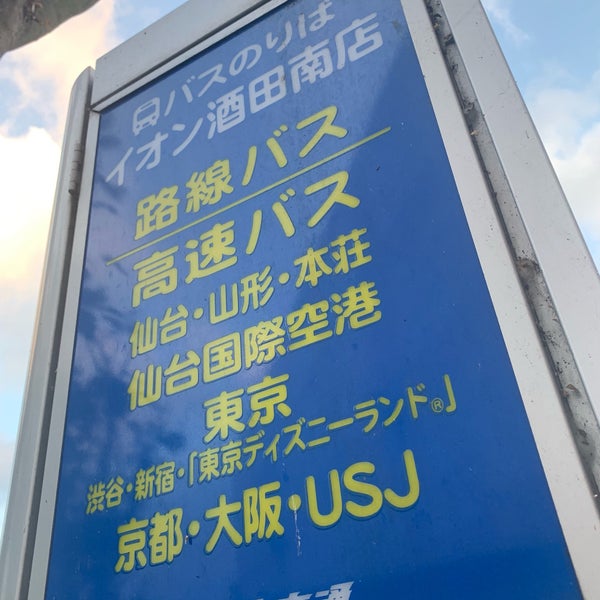 バスのりば
イオン酒田南店
路線バス
高速バス
仙台・山形・本荘
仙台国際空港
東京
渋谷・新宿・「東京ディズニーランド®」
京都・大阪・USJ